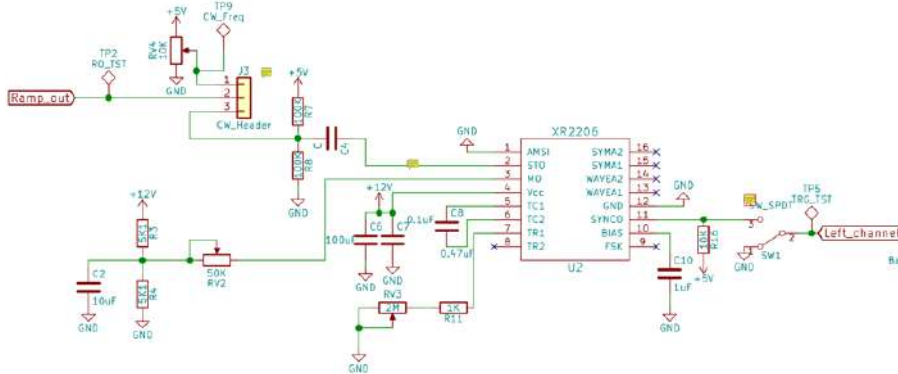 TP9
CW_Freq
+5V
TP2
RO_TST
RV4
10K
GND
J3
+5V
1
2
3
Ramp_out
CW_Header
100K
R7
C
C4
100K
R8
GND
GND
XR2206
1 AMSI SYMA2 16
2 STO SYMA1 15
3 MO WAVEA2 14
4 Vcc WAVEA1 13
5 TC1 GND 12
6 TC2 SYNCO 11
7 TR1 BIAS 10
8 TR2 FSK 9
U2
GND
SW_SPDT
TP5
TRG_TST
3
2
1
Left_channel
GND
SW1
10K
R16
+5V
C10
1uF
GND
+12V
+12V
5K1
R3
50K
RV2
C2
10uF
5K1
R4
GND
GND
C6
100uF
C7
GND
GND
C8
0.1uF
0.47uF
RV3
2M
1K
R11
GND